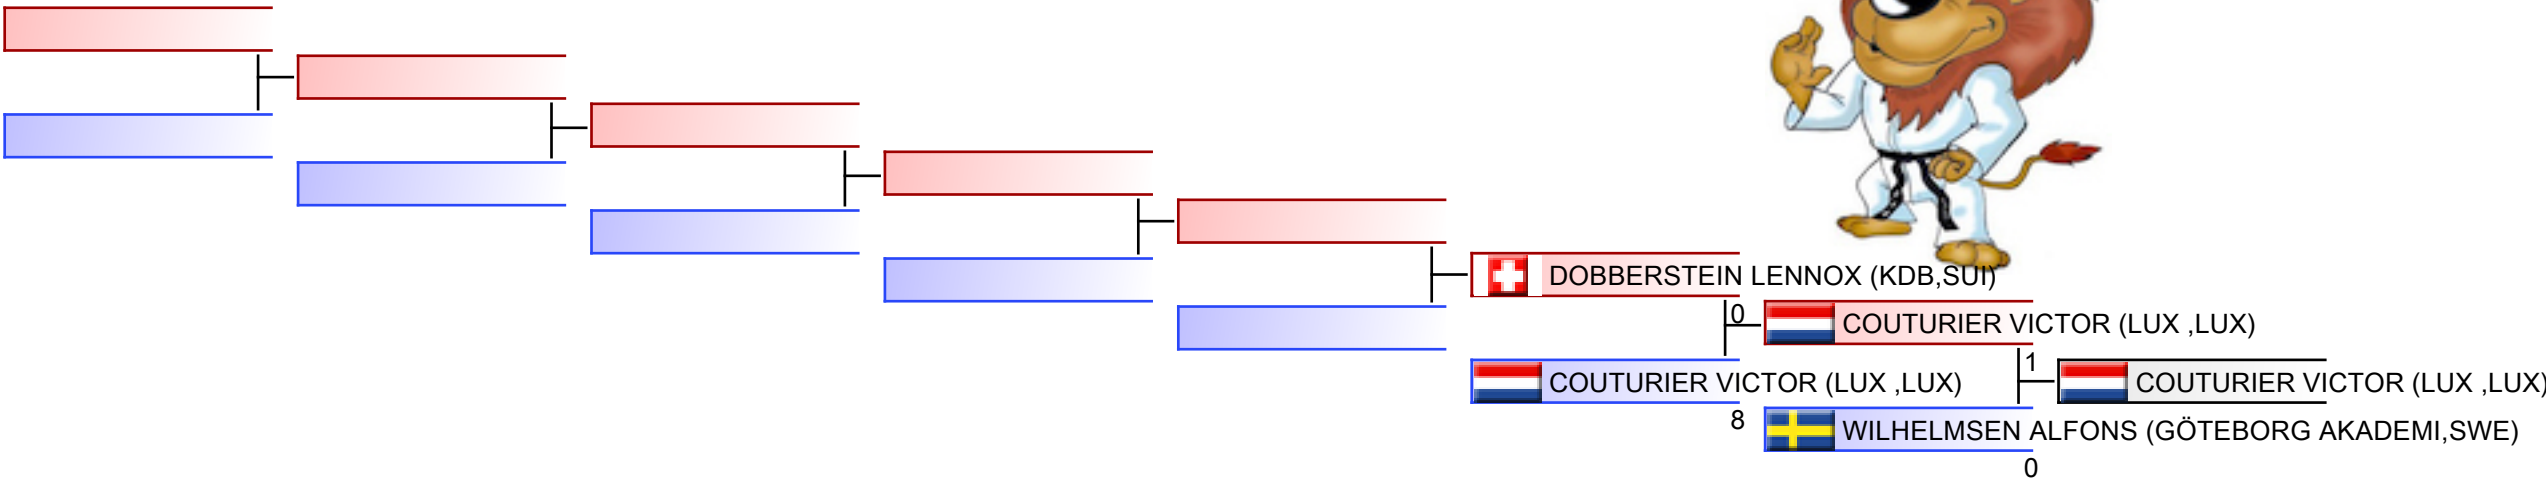 DOBBERSTEIN LENNOX (KDB,SUI)
0
COUTURIER VICTOR (LUX ,LUX)
1
COUTURIER VICTOR (LUX ,LUX)
COUTURIER VICTOR (LUX ,LUX)
8
WILHELMSEN ALFONS (GÖTEBORG AKADEMI,SWE)
0